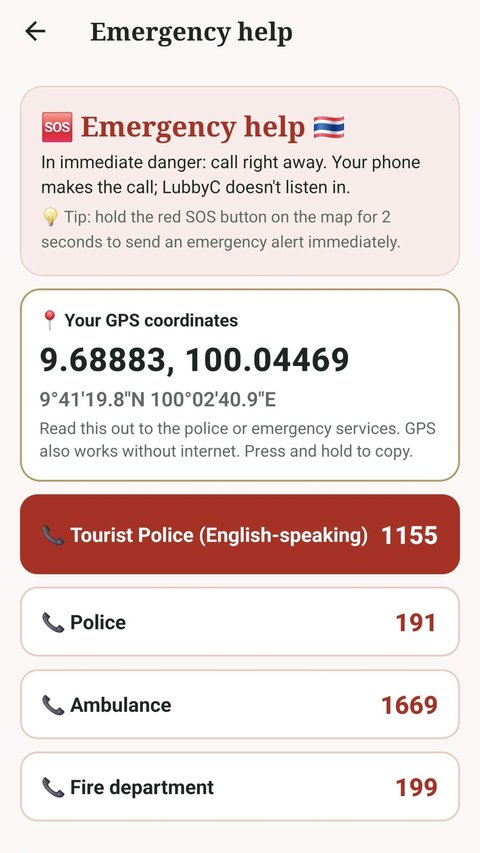 Emergency help
🆘 Emergency help 🇹🇭
In immediate danger: call right away. Your phone
makes the call; LubbyC doesn't listen in.
💡 Tip: hold the red SOS button on the map for 2
seconds to send an emergency alert immediately.
📍 Your GPS coordinates
9.68883, 100.04469
9°41'19.8"N 100°02'40.9"E
Read this out to the police or emergency services. GPS
also works without internet. Press and hold to copy.
📞 Tourist Police (English-speaking) 1155
📞 Police 191
📞 Ambulance 1669
📞 Fire department 199